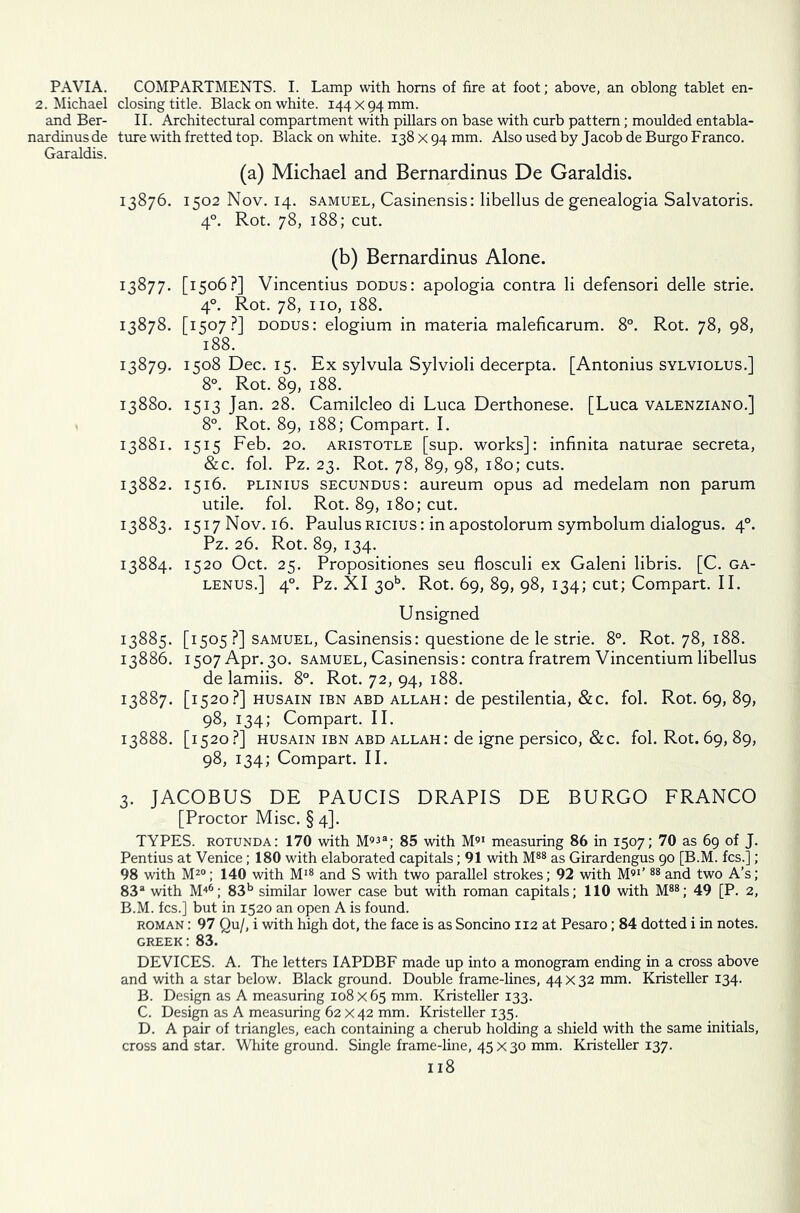 PAVIA.
2. Michael
and Ber-
nardinus de
Garaldis.
COMPARTMENTS. I. Lamp with horns of fire at foot; above, an oblong tablet en-
closing title. Black on white. 144 × 94 mm.
II. Architectural compartment with pillars on base with curb pattern; moulded entabla-
ture with fretted top. Black on white. 138 × 94 mm. Also used by Jacob de Burgo Franco.
(a) Michael and Bernardinus De Garaldis.
13876. 1502 Nov. 14. SAMUEL, Casinensis: libellus de genealogia Salvatoris.
4°. Rot. 78, 188; cut.
(b) Bernardinus Alone.
13877. [1506?] Vincentius DODUS: apologia contra li defensori delle strie.
4°. Rot. 78, 110, 188.
13878. [1507?] DODUS: elogium in materia maleficarum. 8°. Rot. 78, 98,
188.
13879. 1508 Dec. 15. Ex sylvula Sylvioli decerpta. [Antonius SYLVIOLUS.]
8°. Rot. 89, 188.
13880. 1513 Jan. 28. Camilcleo di Luca Derthonese. [Luca VALENZIANO.]
8°. Rot. 89, 188; Compart. I.
13881. 1515 Feb. 20. ARISTOTLE [sup. works]: infinita naturae secreta,
&c. fol. Pz. 23. Rot. 78, 89, 98, 180; cuts.
13882. 1516. PLINIUS SECUNDUS: aureum opus ad medelam non parum
utile. fol. Rot. 89, 180; cut.
13883. 1517 Nov. 16. Paulus RICIUS: in apostolorum symbolum dialogus. 4°.
Pz. 26. Rot. 89, 134.
13884. 1520 Oct. 25. Propositiones seu flosculi ex Galeni libris. [C. GA-
LENUS.] 4°. Pz. XI 30ᵇ. Rot. 69, 89, 98, 134; cut; Compart. II.
Unsigned
13885. [1505?] SAMUEL, Casinensis: questione de le strie. 8°. Rot. 78, 188.
13886. 1507 Apr. 30. SAMUEL, Casinensis: contra fratrem Vincentium libellus
de lamiis. 8°. Rot. 72, 94, 188.
13887. [1520?] HUSAIN IBN ABD ALLAH: de pestilentia, &c. fol. Rot. 69, 89,
98, 134; Compart. II.
13888. [1520?] HUSAIN IBN ABD ALLAH: de igne persico, &c. fol. Rot. 69, 89,
98, 134; Compart. II.
3. JACOBUS DE PAUCIS DRAPIS DE BURGO FRANCO
[Proctor Misc. § 4].
TYPES. ROTUNDA: 170 with M⁹³ᵃ; 85 with M⁹¹ measuring 86 in 1507; 70 as 69 of J.
Pentius at Venice; 180 with elaborated capitals; 91 with M⁸⁸ as Girardengus 90 [B.M. fcs.];
98 with M²⁰; 140 with M¹⁸ and S with two parallel strokes; 92 with M⁹¹’ ⁸⁸ and two A's;
83ᵃ with M⁴⁶; 83ᵇ similar lower case but with roman capitals; 110 with M⁸⁸; 49 [P. 2,
B.M. fcs.] but in 1520 an open A is found.
ROMAN: 97 Qu/, i with high dot, the face is as Soncino 112 at Pesaro; 84 dotted i in notes.
GREEK: 83.
DEVICES. A. The letters IAPDBF made up into a monogram ending in a cross above
and with a star below. Black ground. Double frame-lines, 44 × 32 mm. Kristeller 134.
B. Design as A measuring 108 × 65 mm. Kristeller 133.
C. Design as A measuring 62 × 42 mm. Kristeller 135.
D. A pair of triangles, each containing a cherub holding a shield with the same initials,
cross and star. White ground. Single frame-line, 45 × 30 mm. Kristeller 137.
118